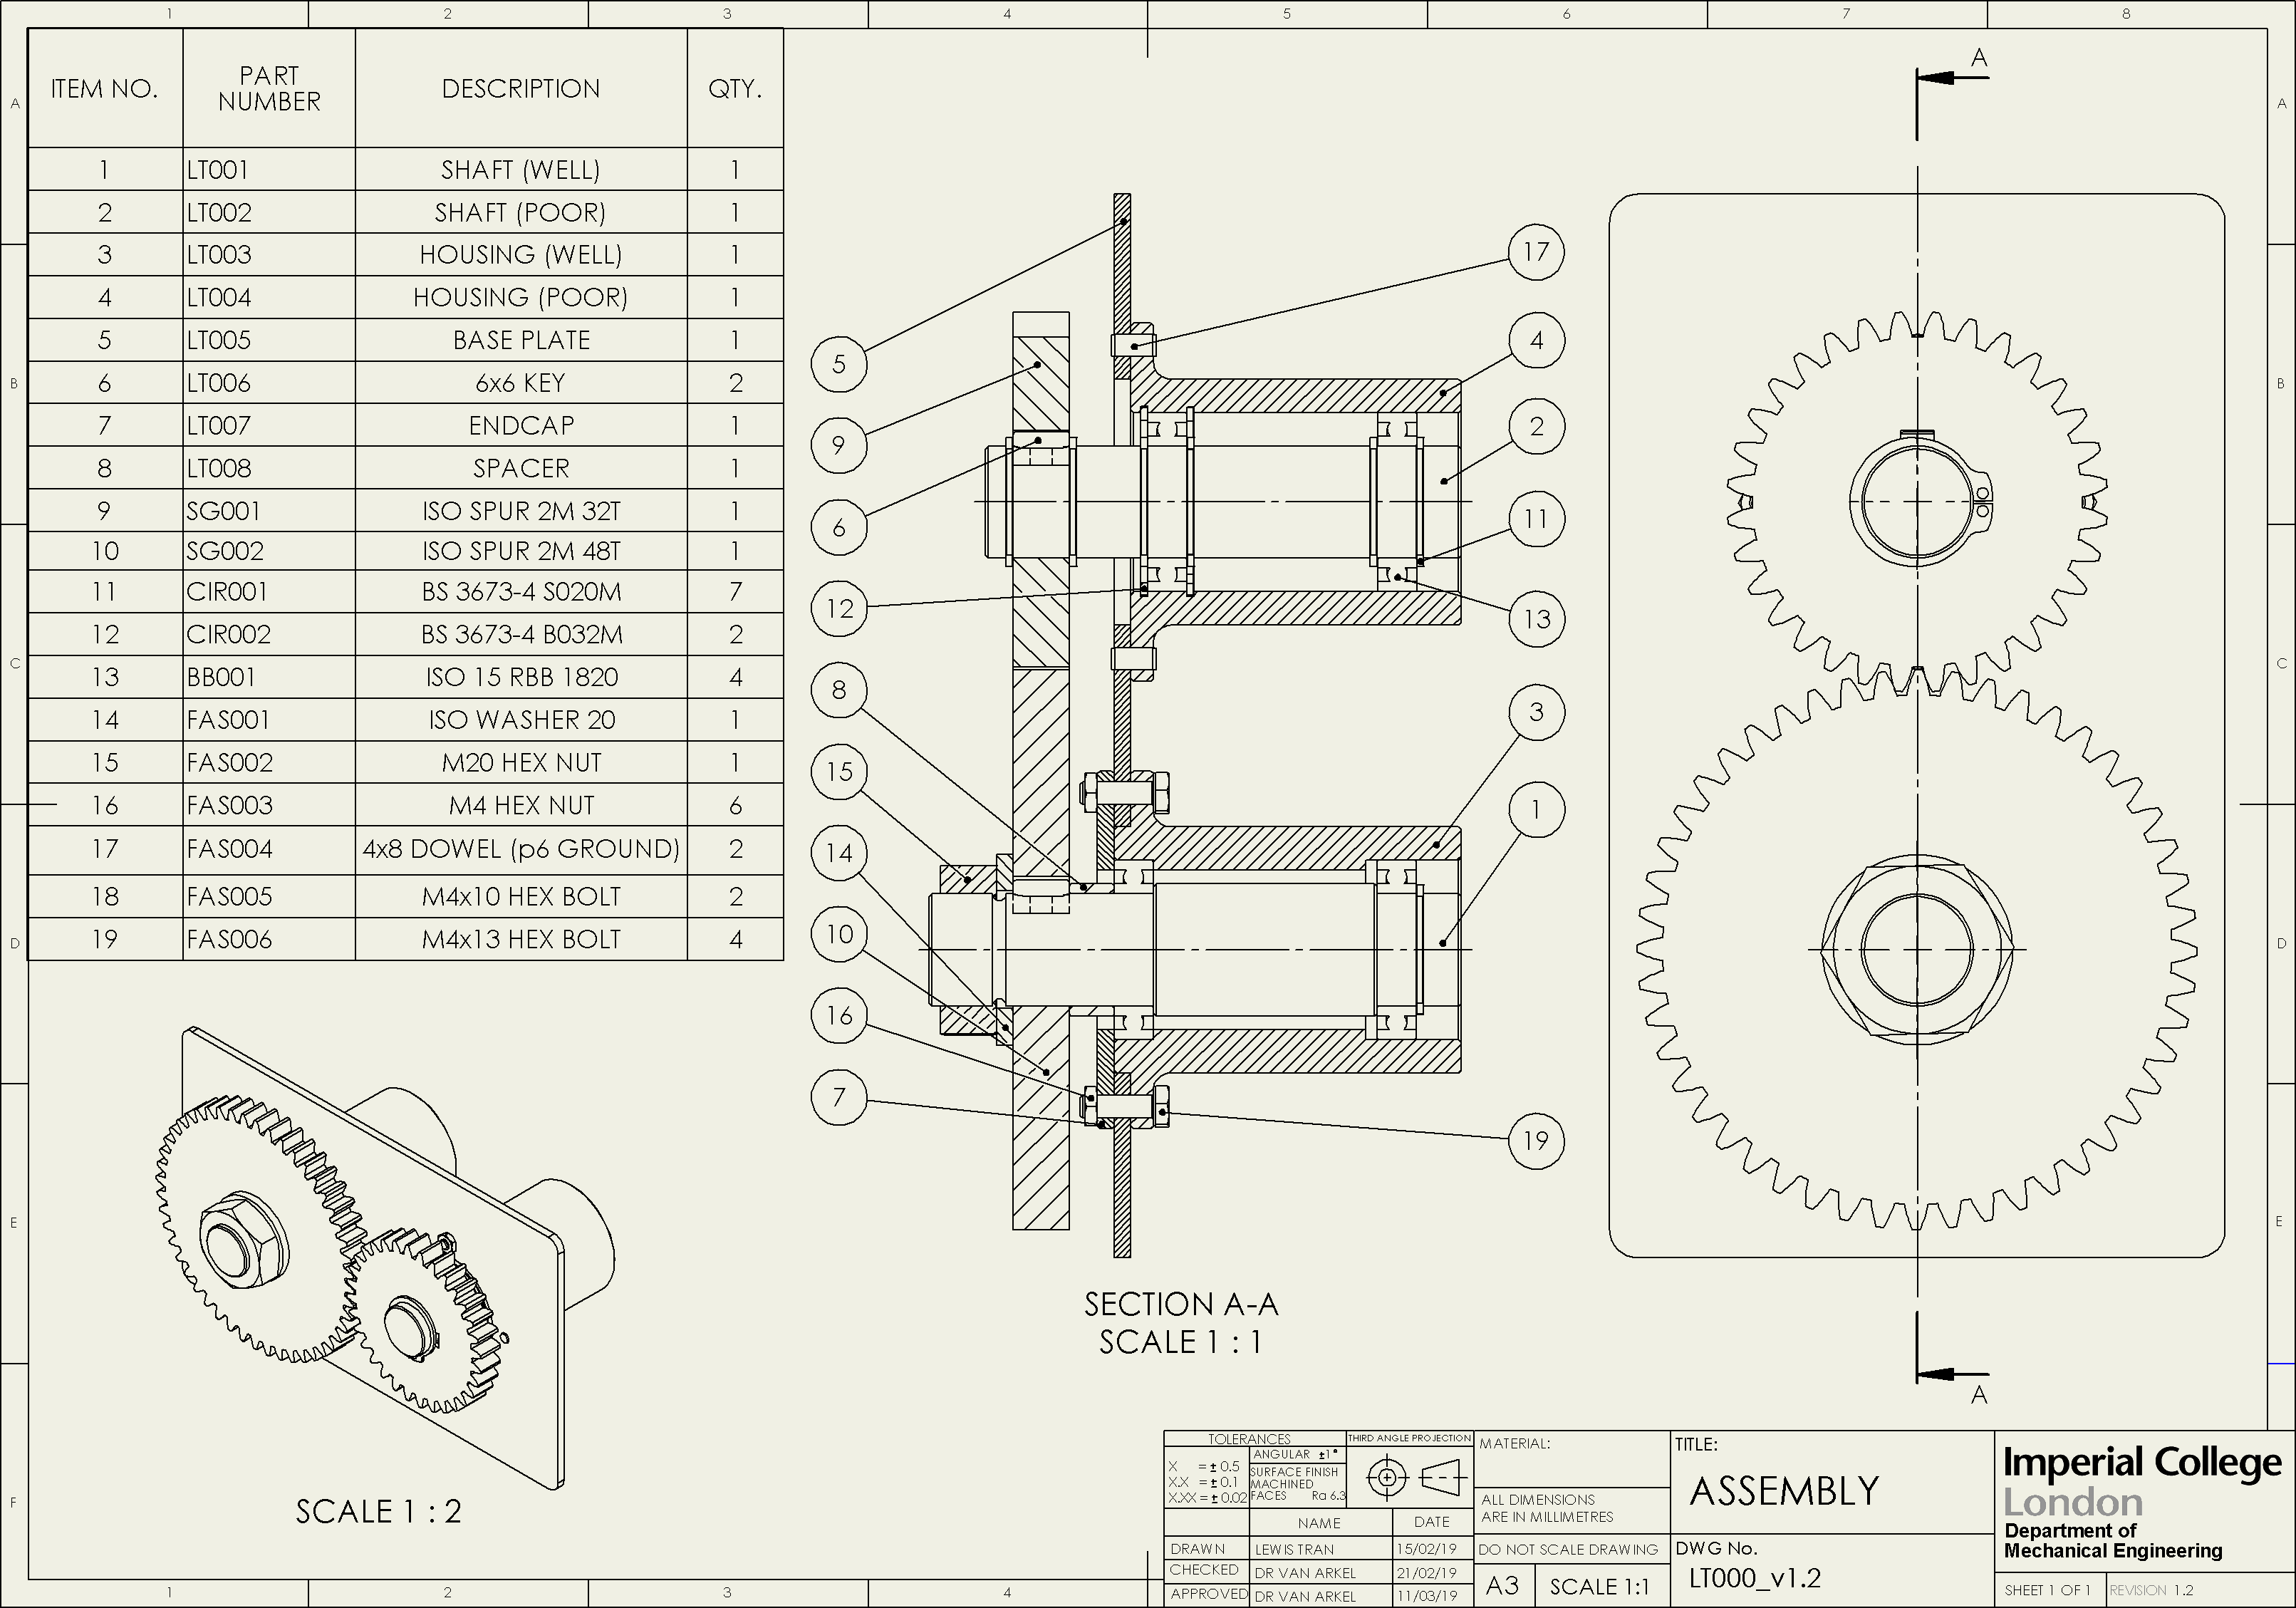 1 2 3 4 5 6 7 8
A
B
C
D
E
F
ITEM NO. PART NUMBER DESCRIPTION QTY.
1 LT001 SHAFT (WELL) 1
2 LT002 SHAFT (POOR) 1
3 LT003 HOUSING (WELL) 1
4 LT004 HOUSING (POOR) 1
5 LT005 BASE PLATE 1
6 LT006 6x6 KEY 2
7 LT007 ENDCAP 1
8 LT008 SPACER 1
9 SG001 ISO SPUR 2M 32T 1
10 SG002 ISO SPUR 2M 48T 1
11 CIR001 BS 3673-4 S020M 7
12 CIR002 BS 3673-4 B032M 2
13 BB001 ISO 15 RBB 1820 4
14 FAS001 ISO WASHER 20 1
15 FAS002 M20 HEX NUT 1
16 FAS003 M4 HEX NUT 6
17 FAS004 4x8 DOWEL (p6 GROUND) 2
18 FAS005 M4x10 HEX BOLT 2
19 FAS006 M4x13 HEX BOLT 4
5
9
6
12
8
15
14
10
16
7
17
4
2
11
13
3
1
19
A
A
SECTION A-A
SCALE 1 : 1
SCALE 1 : 2
TOLERANCES
X = ± 0.5
X.X = ± 0.1
X.XX = ± 0.02
ANGULAR ±1°
SURFACE FINISH
MACHINED
FACES Ra 6.3
THIRD ANGLE PROJECTION
NAME DATE
DRAWN LEWIS TRAN 15/02/19
CHECKED DR VAN ARKEL 21/02/19
APPROVED DR VAN ARKEL 11/03/19
MATERIAL:
ALL DIMENSIONS
ARE IN MILLIMETRES
DO NOT SCALE DRAWING
A3 SCALE 1:1
TITLE:
ASSEMBLY
DWG No.
LT000_v1.2
Imperial College
London
Department of
Mechanical Engineering
SHEET 1 OF 1 REVISION 1.2
A
B
C
D
E
1 2 3 4